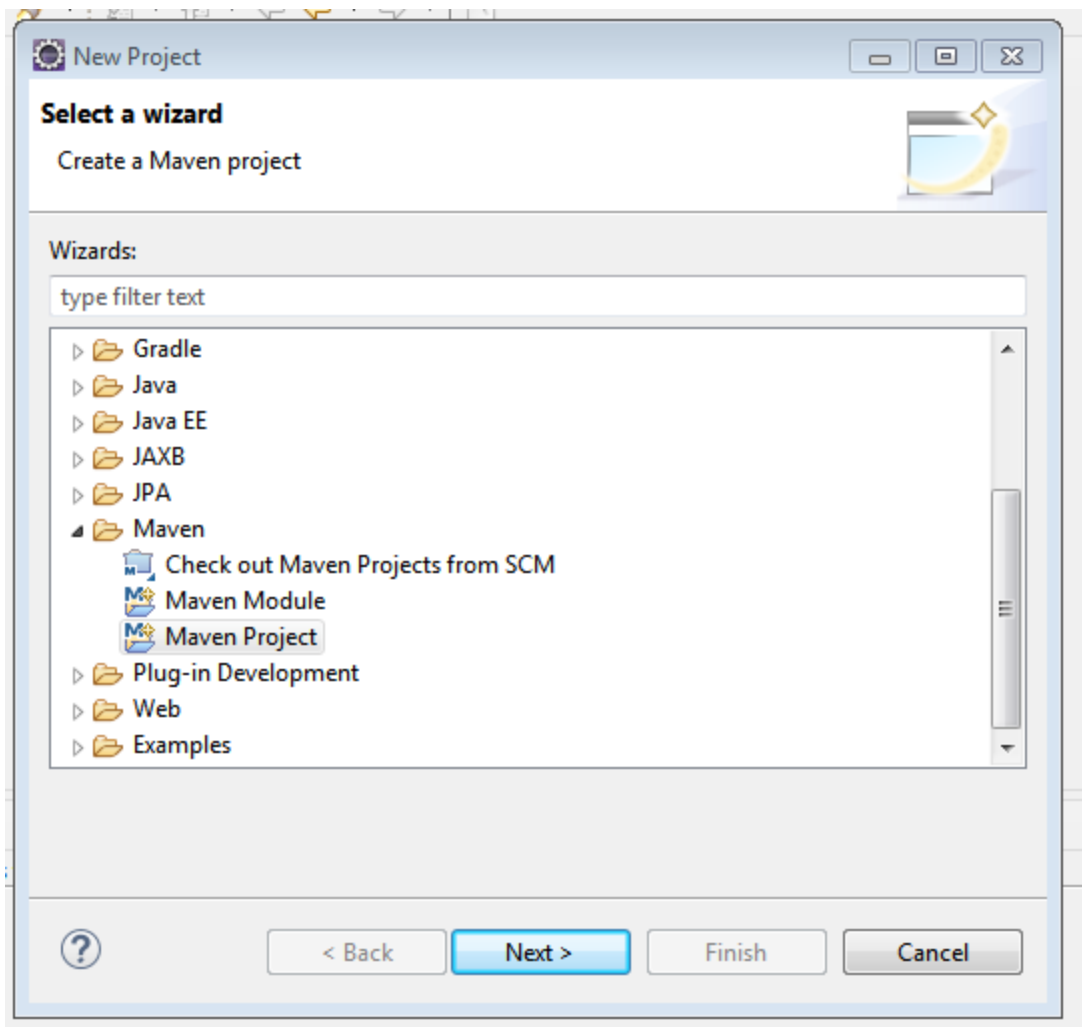 New Project
Select a wizard
Create a Maven project
Wizards:
type filter text
Gradle
Java
Java EE
JAXB
JPA
Maven
Check out Maven Projects from SCM
Maven Module
Maven Project
Plug-in Development
Web
Examples
< Back Next > Finish Cancel